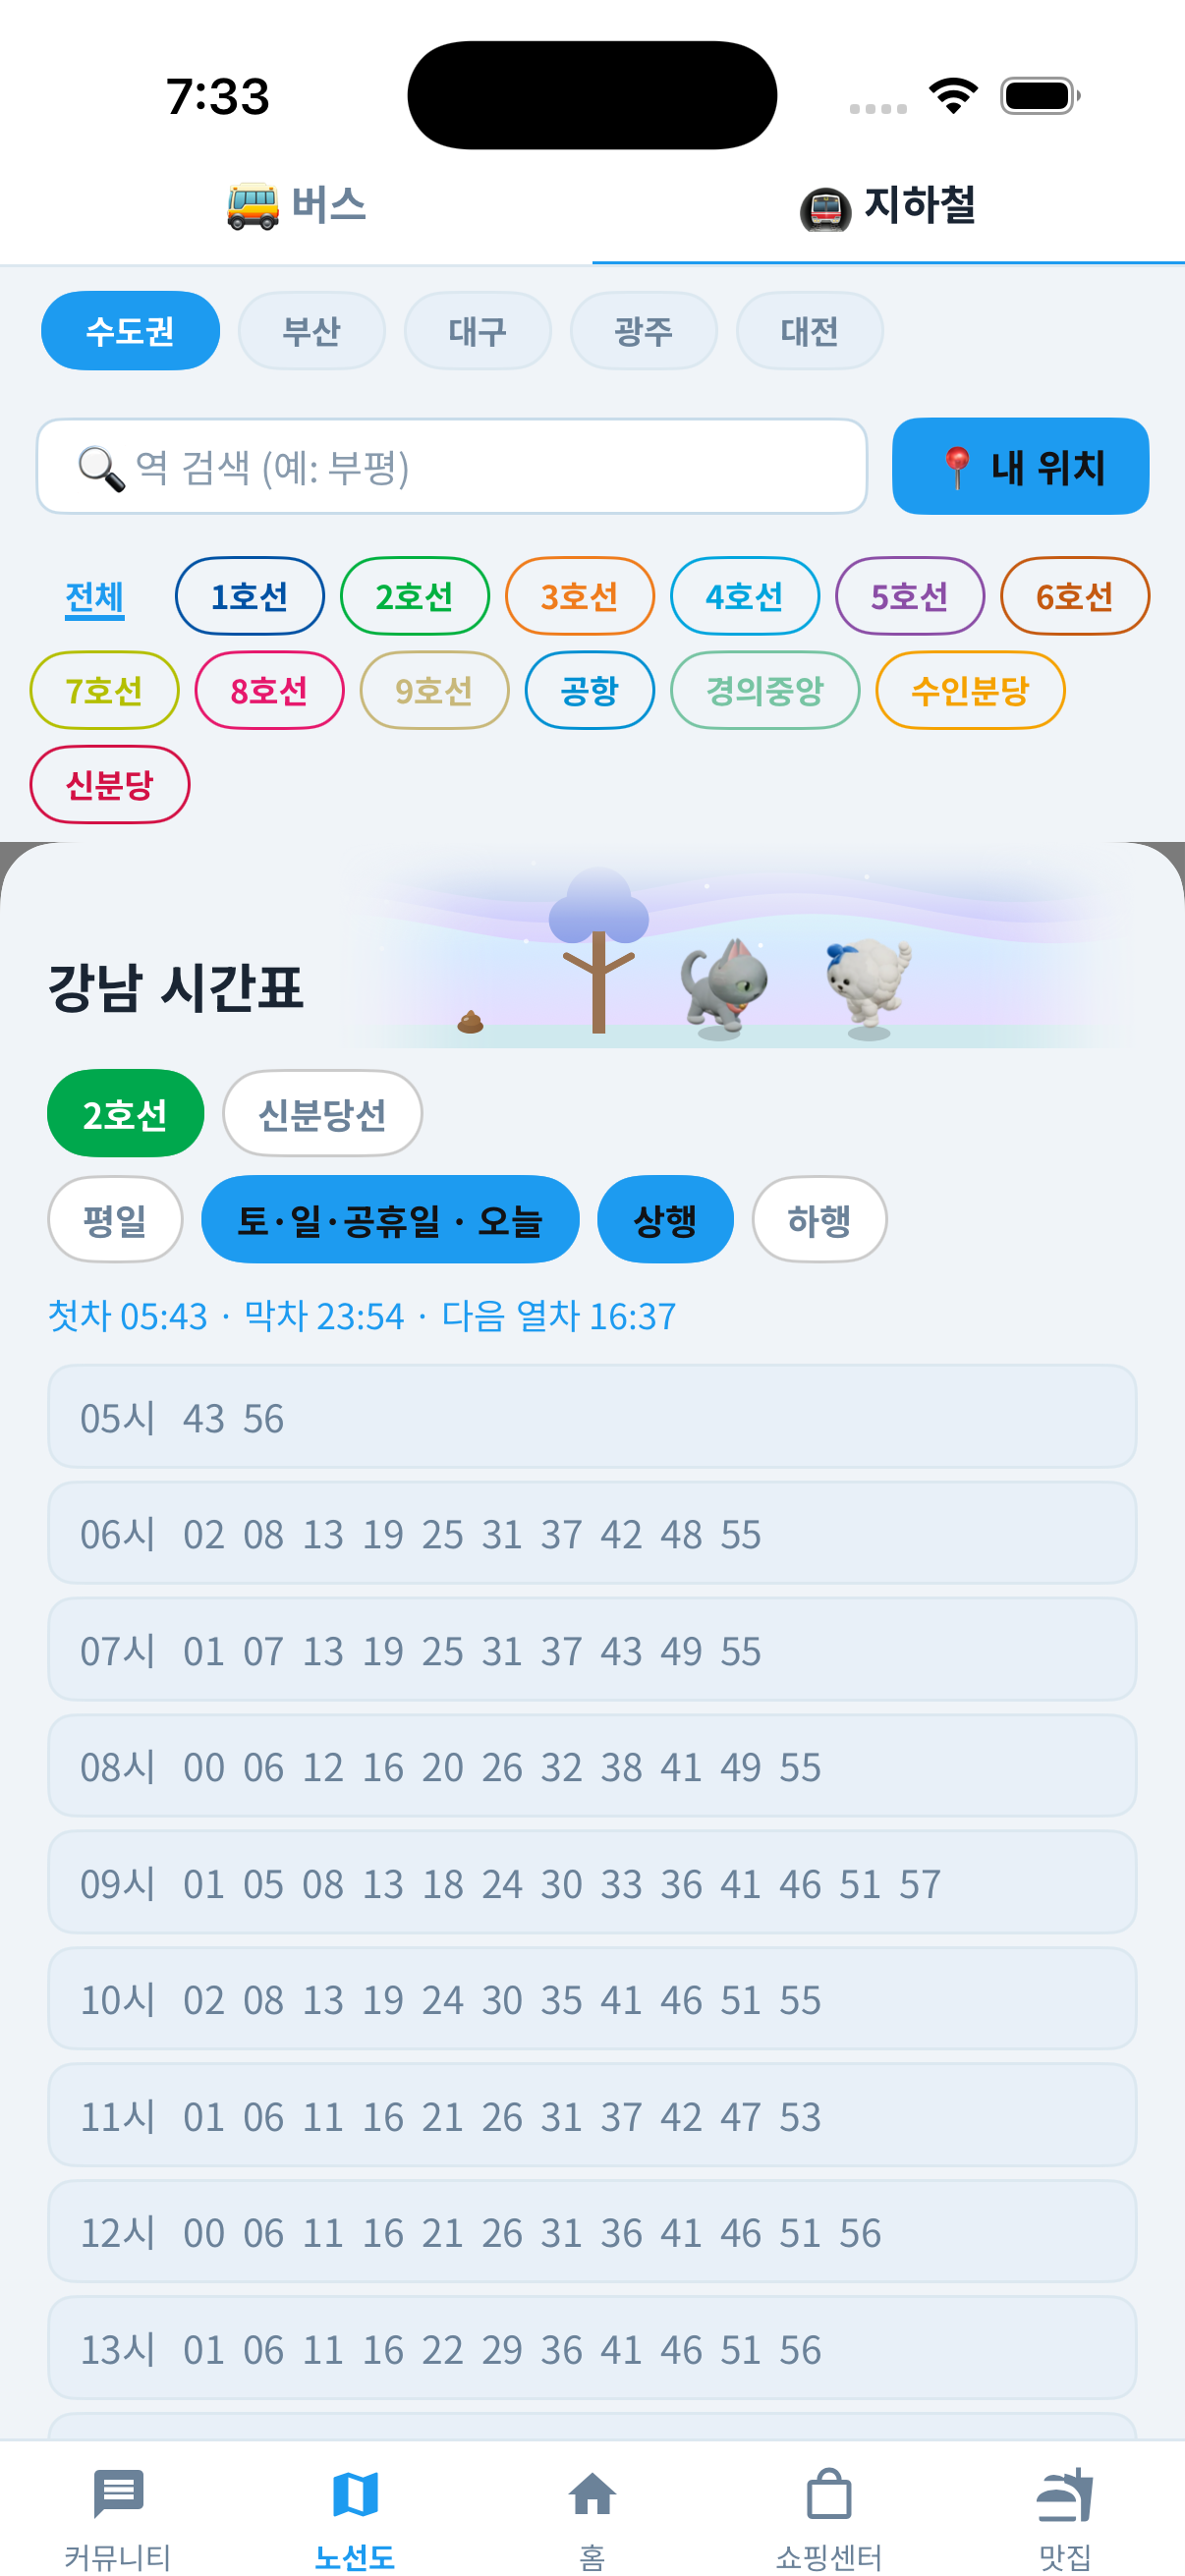 7:33
버스
지하철
수도권 부산 대구 광주 대전
역 검색 (예: 부평)
내 위치
전체 1호선 2호선 3호선 4호선 5호선 6호선
7호선 8호선 9호선 공항 경의중앙 수인분당
신분당
강남 시간표
2호선 신분당선
평일 토·일·공휴일 · 오늘 상행 하행
첫차 05:43 · 막차 23:54 · 다음 열차 16:37
05시 43 56
06시 02 08 13 19 25 31 37 42 48 55
07시 01 07 13 19 25 31 37 43 49 55
08시 00 06 12 16 20 26 32 38 41 49 55
09시 01 05 08 13 18 24 30 33 36 41 46 51 57
10시 02 08 13 19 24 30 35 41 46 51 55
11시 01 06 11 16 21 26 31 37 42 47 53
12시 00 06 11 16 21 26 31 36 41 46 51 56
13시 01 06 11 16 22 29 36 41 46 51 56
커뮤니티 노선도 홈 쇼핑센터 맛집